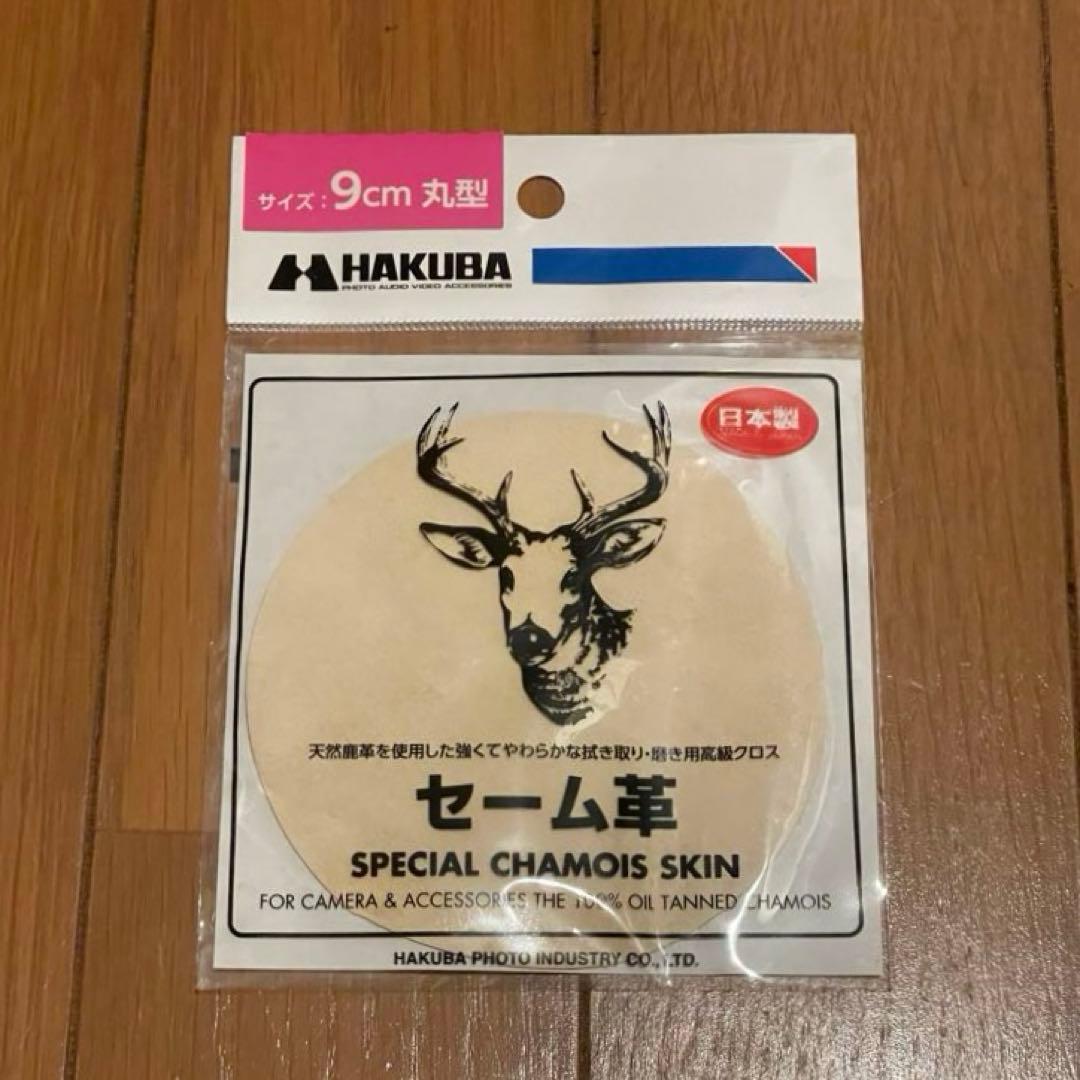 サイズ：9cm 丸型
HAKUBA
PHOTO AUDIO VIDEO ACCESSORIES
日本製
MADE IN JAPAN
天然鹿革を使用した強くてやわらかな拭き取り・磨き用高級クロス
セーム革
SPECIAL CHAMOIS SKIN
FOR CAMERA & ACCESSORIES THE 100% OIL TANNED CHAMOIS
HAKUBA PHOTO INDUSTRY CO., LTD.